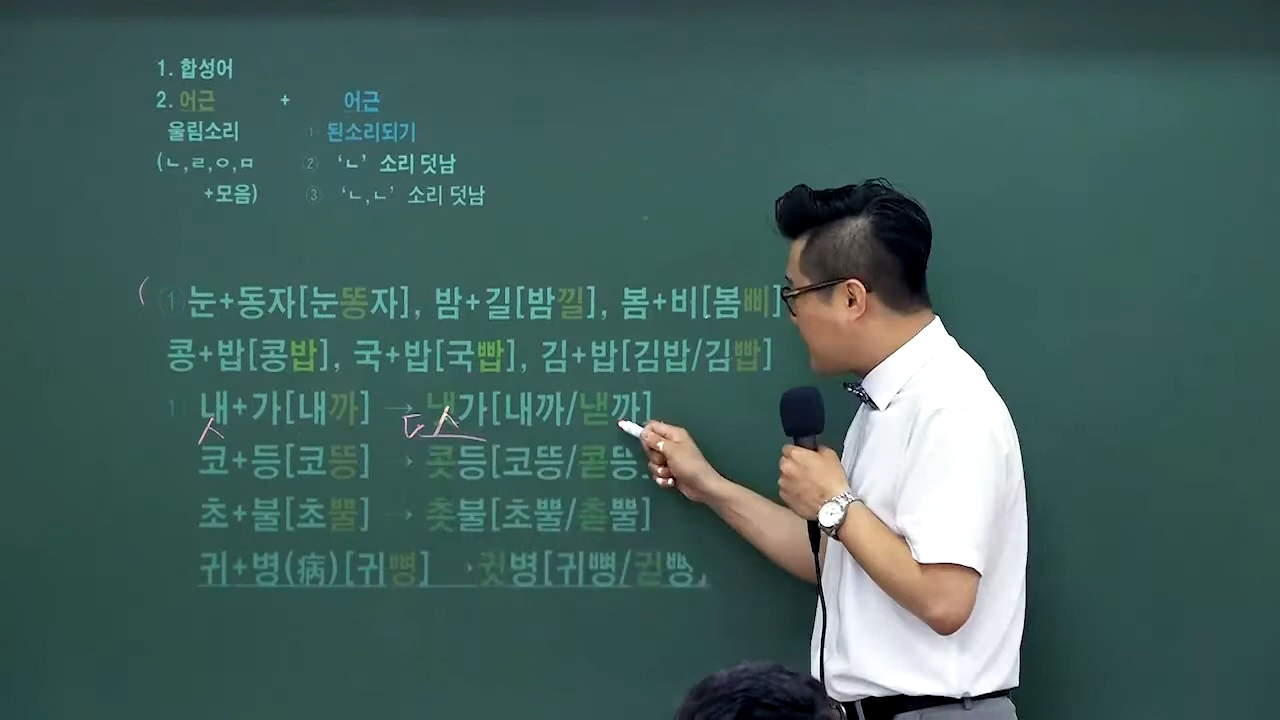 1. 합성어
2. 어근 + 어근
울림소리 ① 된소리되기
(ㄴ,ㄹ,ㅇ,ㅁ ② ‘ㄴ’ 소리 덧남
+모음) ③ ‘ㄴ,ㄴ’ 소리 덧남
① 눈+동자[눈똥자], 밤+길[밤낄], 봄+비[봄삐]
콩+밥[콩밥], 국+밥[국빱], 김+밥[김밥/김빱]
내+가[내까] → 냇가[내까/낻까]
ㅅ ㄷ ㅅ
코+등[코뜽] → 콧등[코뜽/콛뜽]
초+불[초뿔] → 촛불[초뿔/촏뿔]
귀+병(病)[귀뼝] → 귓병[귀뼝/귇뼝]